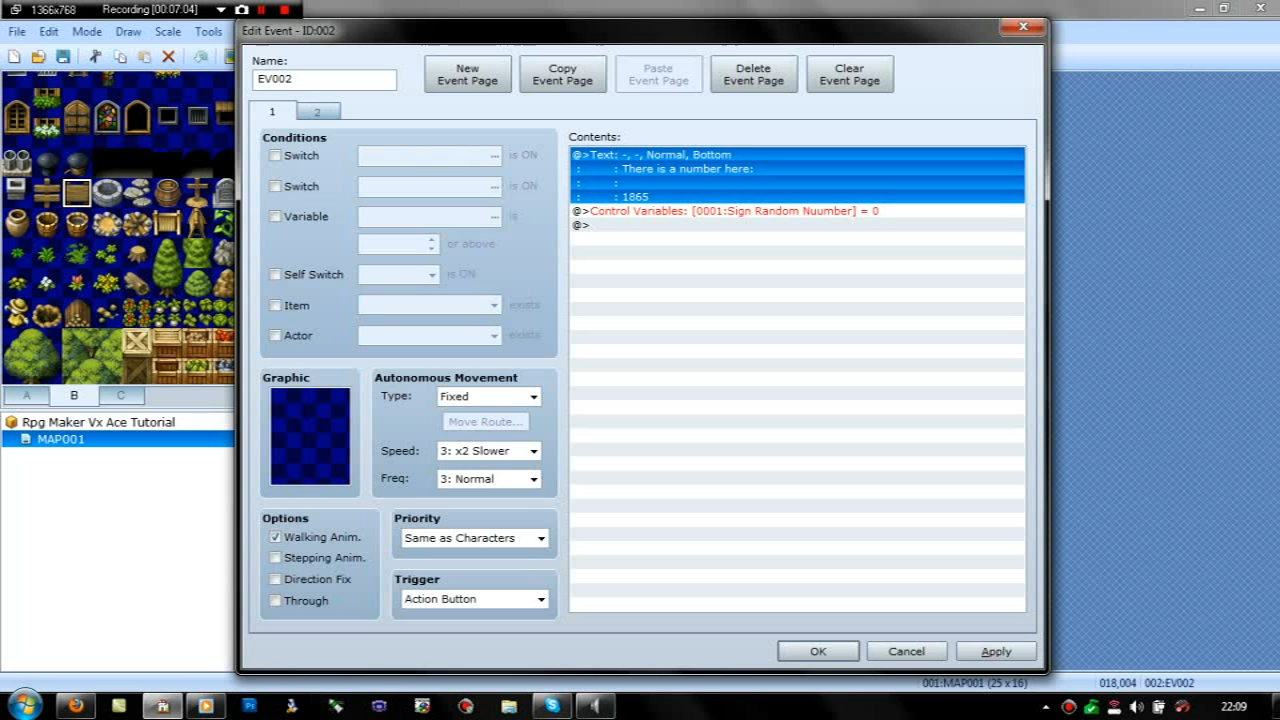 1366x768 Recording [00:07:04]
File Edit Mode Draw Scale Tools
Edit Event - ID:002
Name:
EV002
New Event Page
Copy Event Page
Paste Event Page
Delete Event Page
Clear Event Page
1 2
Conditions
Switch ... is ON
Switch ... is ON
Variable ... is
or above
Self Switch is ON
Item exists
Actor exists
Graphic
Autonomous Movement
Type: Fixed
Move Route...
Speed: 3: x2 Slower
Freq: 3: Normal
Options
Walking Anim.
Stepping Anim.
Direction Fix
Through
Priority
Same as Characters
Trigger
Action Button
Contents:
@>Text: -, -, Normal, Bottom
: : There is a number here:
: :
: : 1865
@>Control Variables: [0001:Sign Random Nuumber] = 0
@>
OK Cancel Apply
A B C
Rpg Maker Vx Ace Tutorial
MAP001
001:MAP001 (25 x 16) 018,004 002:EV002
22:09